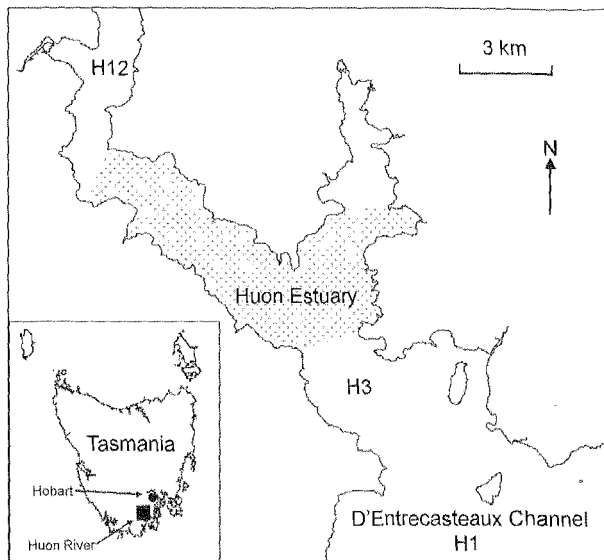 H12
3 km
N
Huon Estuary
H3
Tasmania
Hobart
Huon River
D'Entrecasteaux Channel
H1